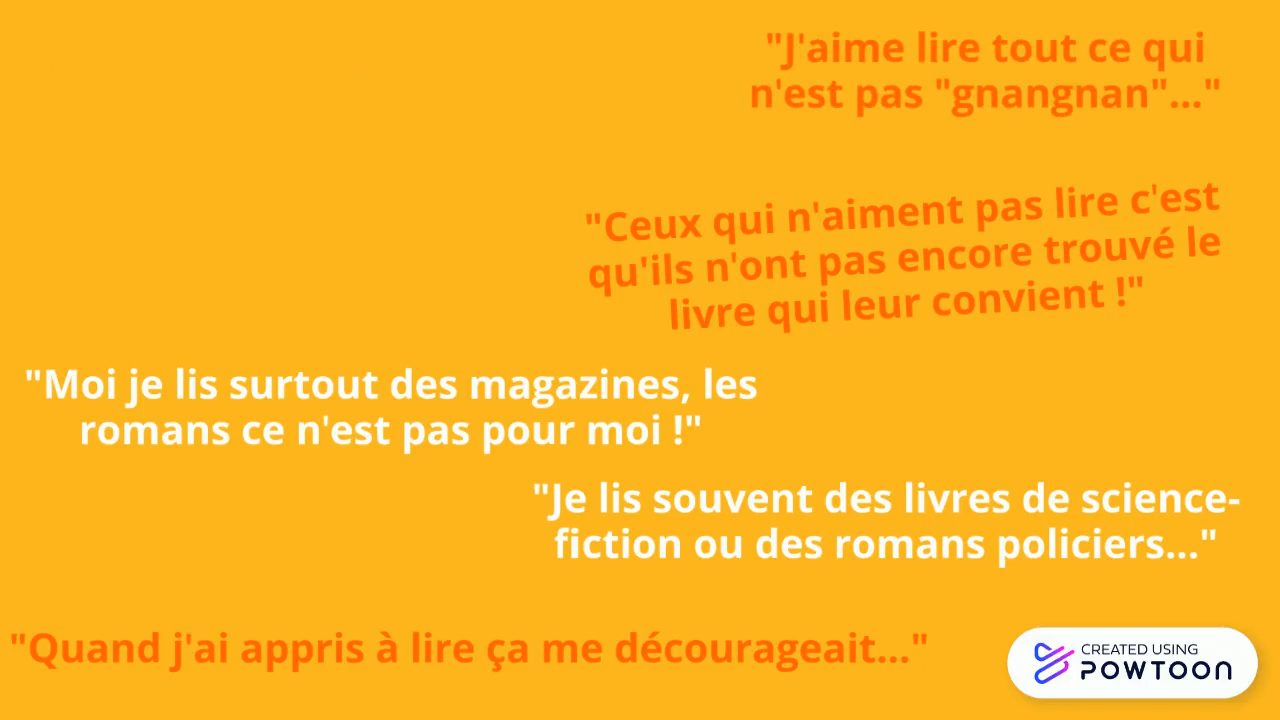 "J'aime lire tout ce qui
n'est pas "gnangnan"..."
"Ceux qui n'aiment pas lire c'est
qu'ils n'ont pas encore trouvé le
livre qui leur convient !"
"Moi je lis surtout des magazines, les
romans ce n'est pas pour moi !"
"Je lis souvent des livres de science-
fiction ou des romans policiers..."
"Quand j'ai appris à lire ça me décourageait..."
CREATED USING
POWTOON